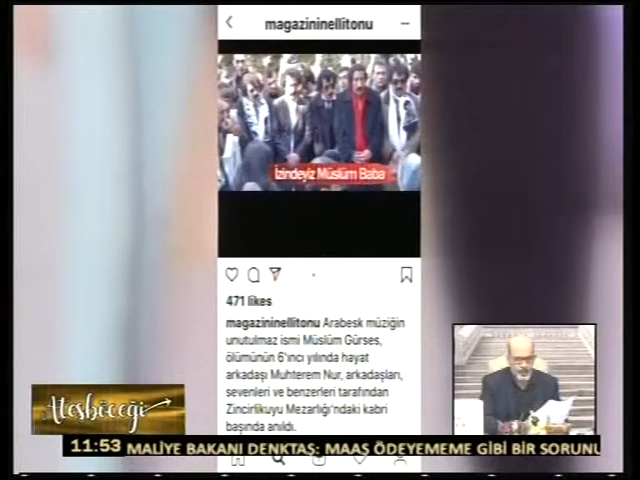 magazininellitonu
İzindeyiz Müslüm Baba
471 likes
magazininellitonu Arabesk müziğin
unutulmaz ismi Müslüm Gürses,
ölümünün 6'ıncı yılında hayat
arkadaşı Muhterem Nur, arkadaşları,
sevenleri ve benzerleri tarafından
Zincirlikuyu Mezarlığı'ndaki kabri
başında anıldı.
Ateşböceği
11:53 MALİYE BAKANI DENKTAŞ: MAAŞ ÖDEYEMEME GİBİ BİR SORUNU